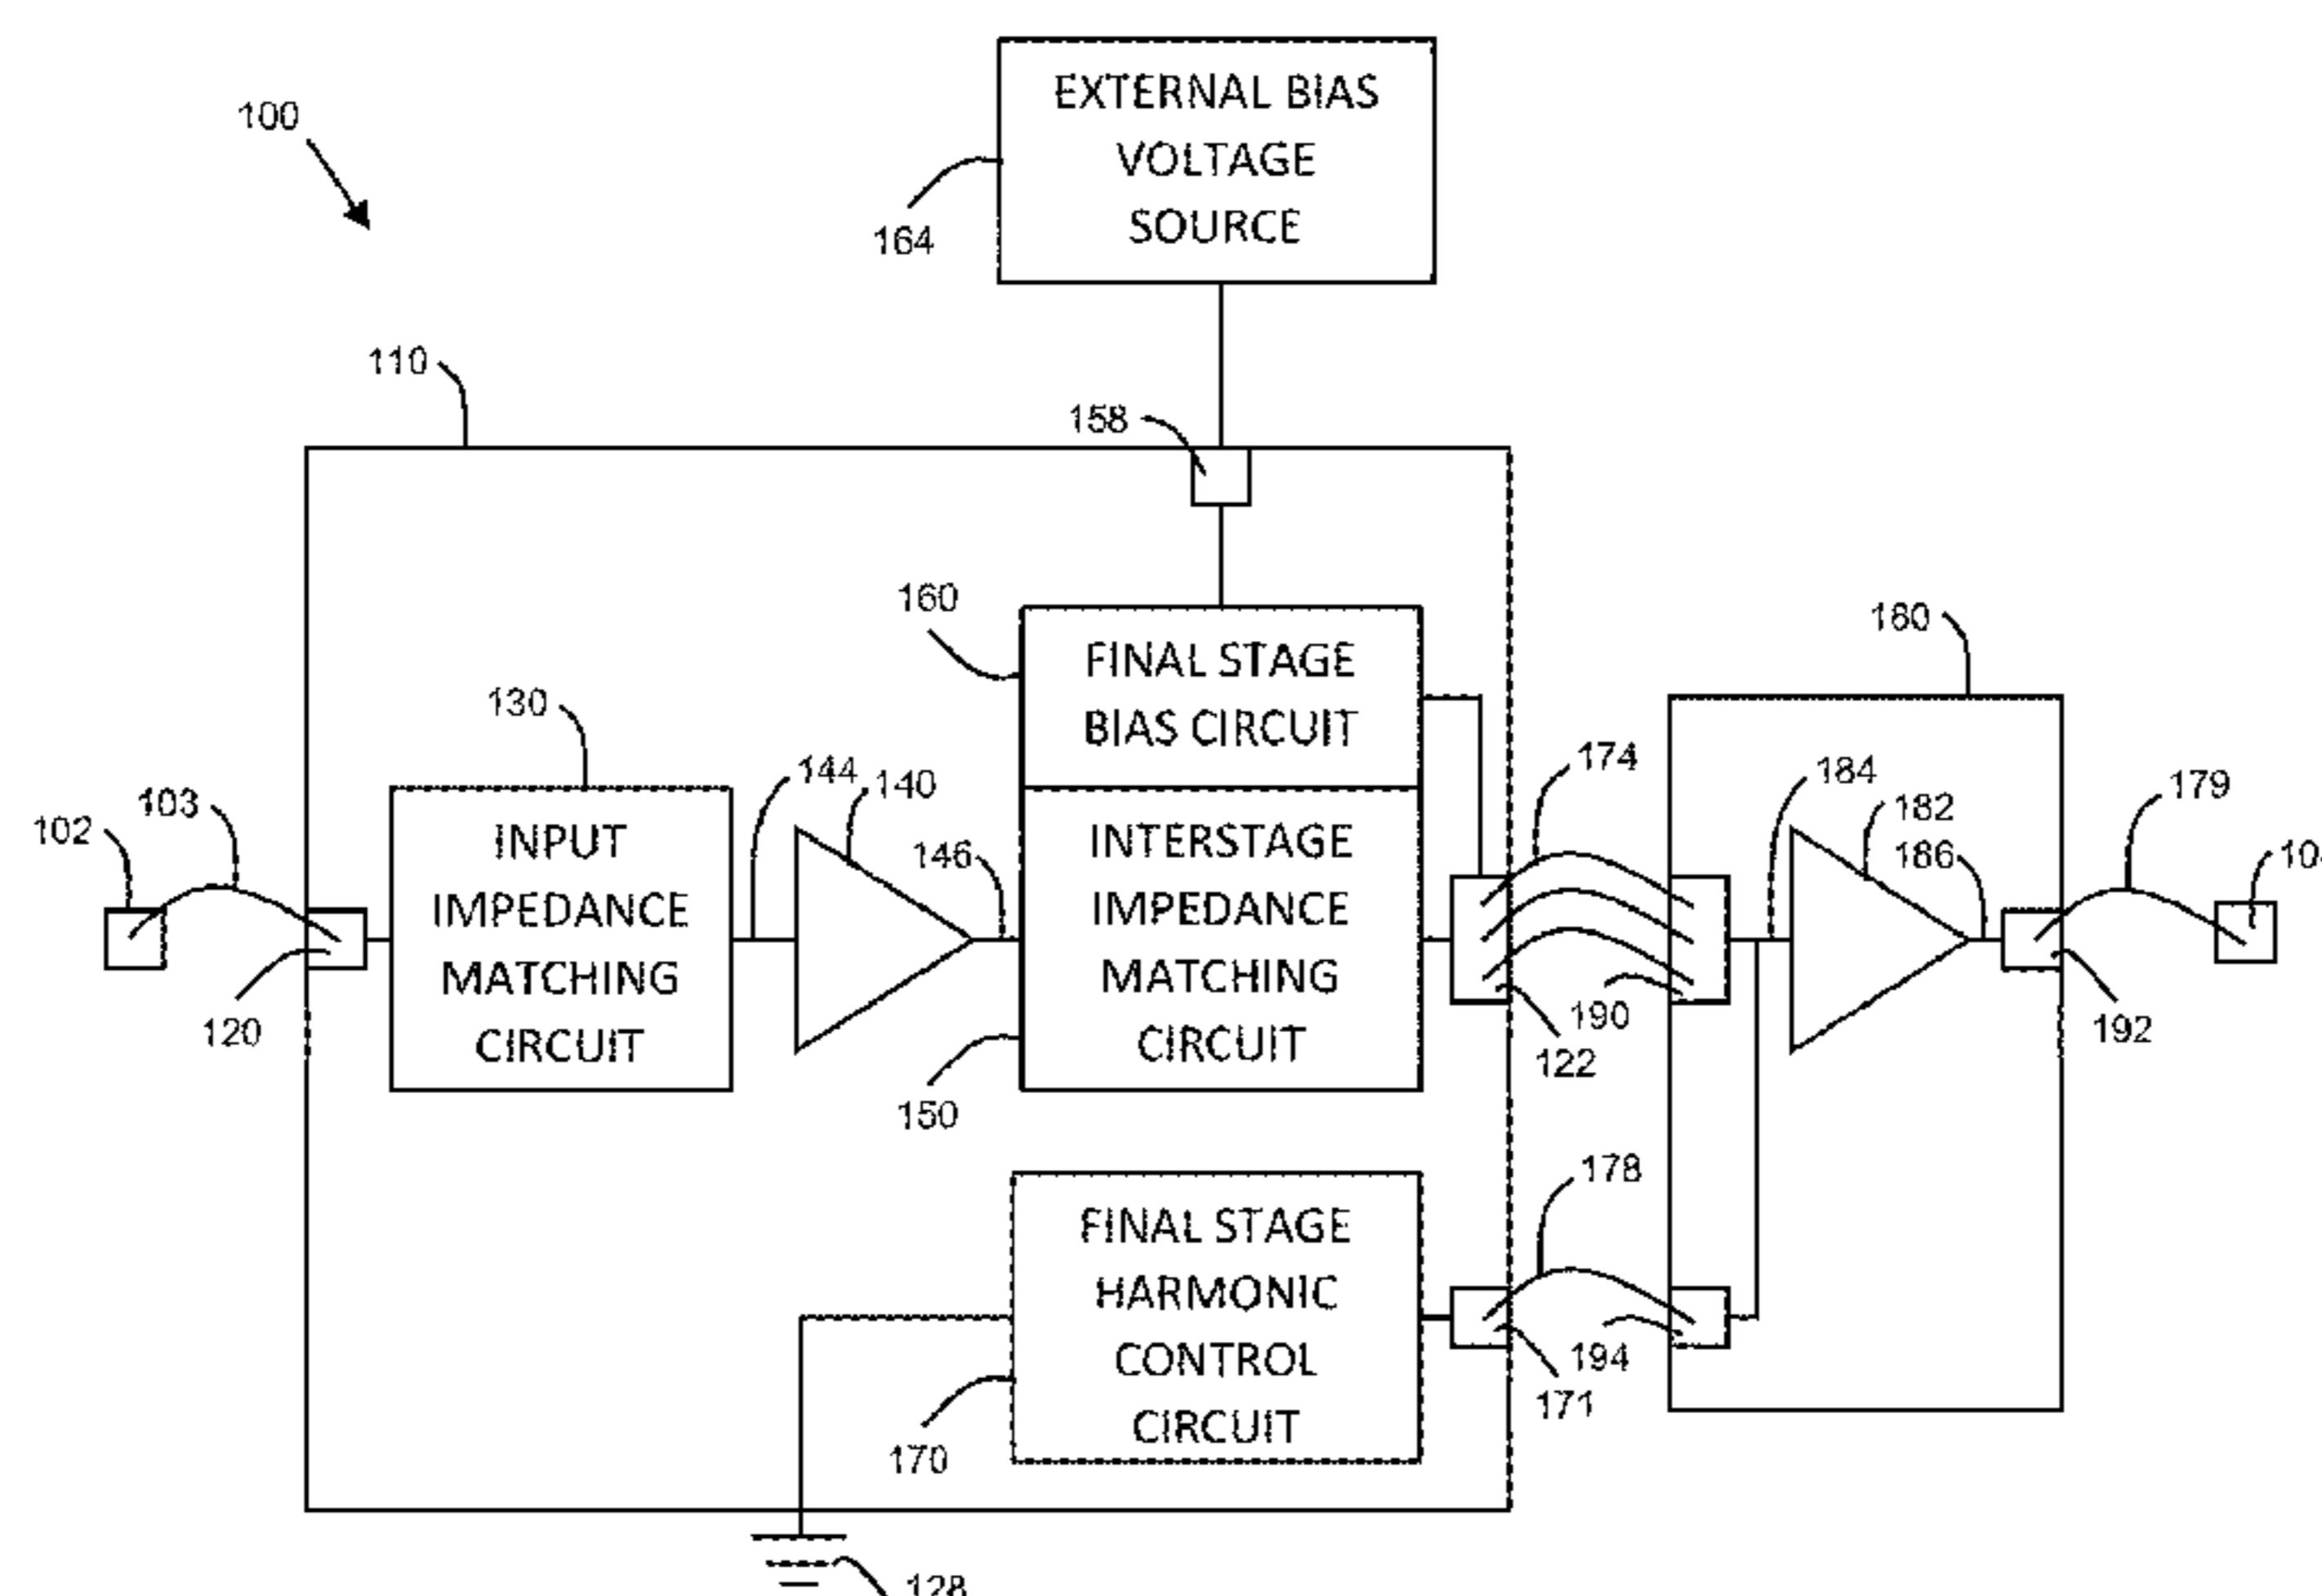 100
EXTERNAL BIAS
VOLTAGE
SOURCE
164
110
158
160
FINAL STAGE
BIAS CIRCUIT
180
130
174
184
179
144
140
182
102
103
146
186
INPUT
IMPEDANCE
MATCHING
CIRCUIT
INTERSTAGE
IMPEDANCE
MATCHING
CIRCUIT
120
190
122
192
150
178
FINAL STAGE
HARMONIC
CONTROL
CIRCUIT
194
171
170
128